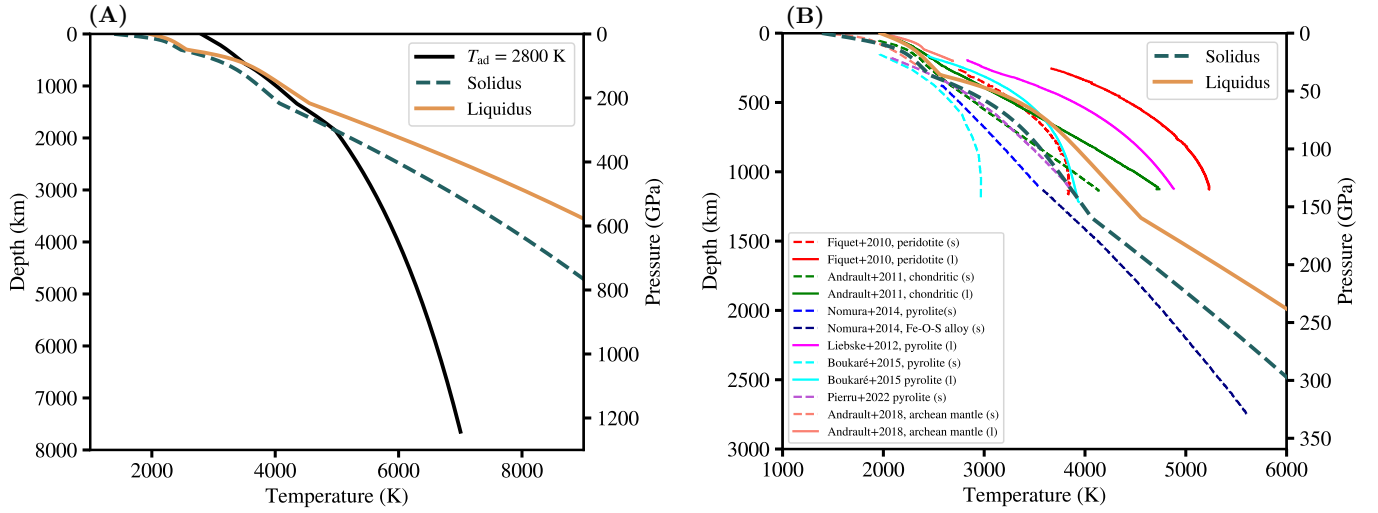 (A)
0
1000
2000
3000
4000
5000
6000
7000
8000
Depth (km)
2000
4000
6000
8000
Temperature (K)
0
200
400
600
800
1000
1200
Pressure (GPa)
T_ad = 2800 K
Solidus
Liquidus
(B)
0
500
1000
1500
2000
2500
3000
Depth (km)
1000
2000
3000
4000
5000
6000
Temperature (K)
0
50
100
150
200
250
300
350
Pressure (GPa)
Solidus
Liquidus
Fiquet+2010, peridotite (s)
Fiquet+2010, peridotite (l)
Andrault+2011, chondritic (s)
Andrault+2011, chondritic (l)
Nomura+2014, pyrolite(s)
Nomura+2014, Fe-O-S alloy (s)
Liebske+2012, pyrolite (l)
Boukaré+2015, pyrolite (s)
Boukaré+2015 pyrolite (l)
Pierru+2022 pyrolite (s)
Andrault+2018, archean mantle (s)
Andrault+2018, archean mantle (l)